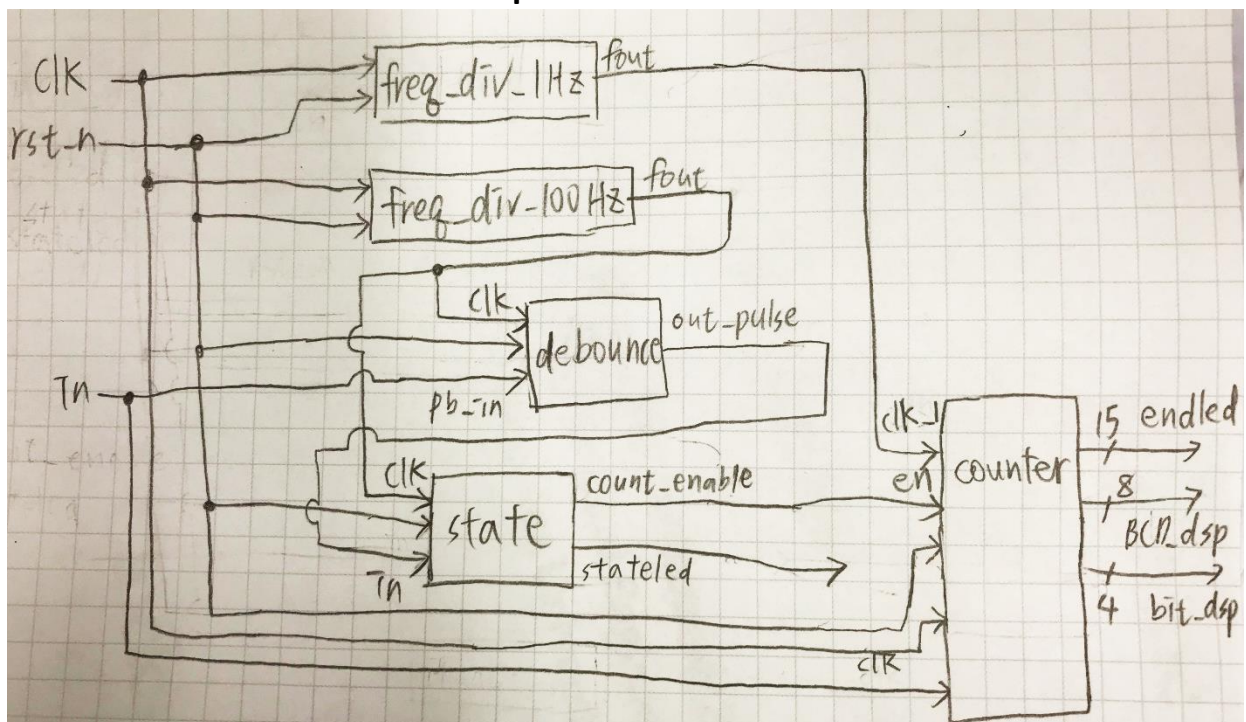 clk
freq_div_1Hz
fout
rst_n
freq_div_100Hz
fout
clk
debounce
out_pulse
in
pb_in
clk
state
count_enable
in
stateled
clk_1
en
counter
15 endled
8
BCD_dsp
4 bit_dsp
clk